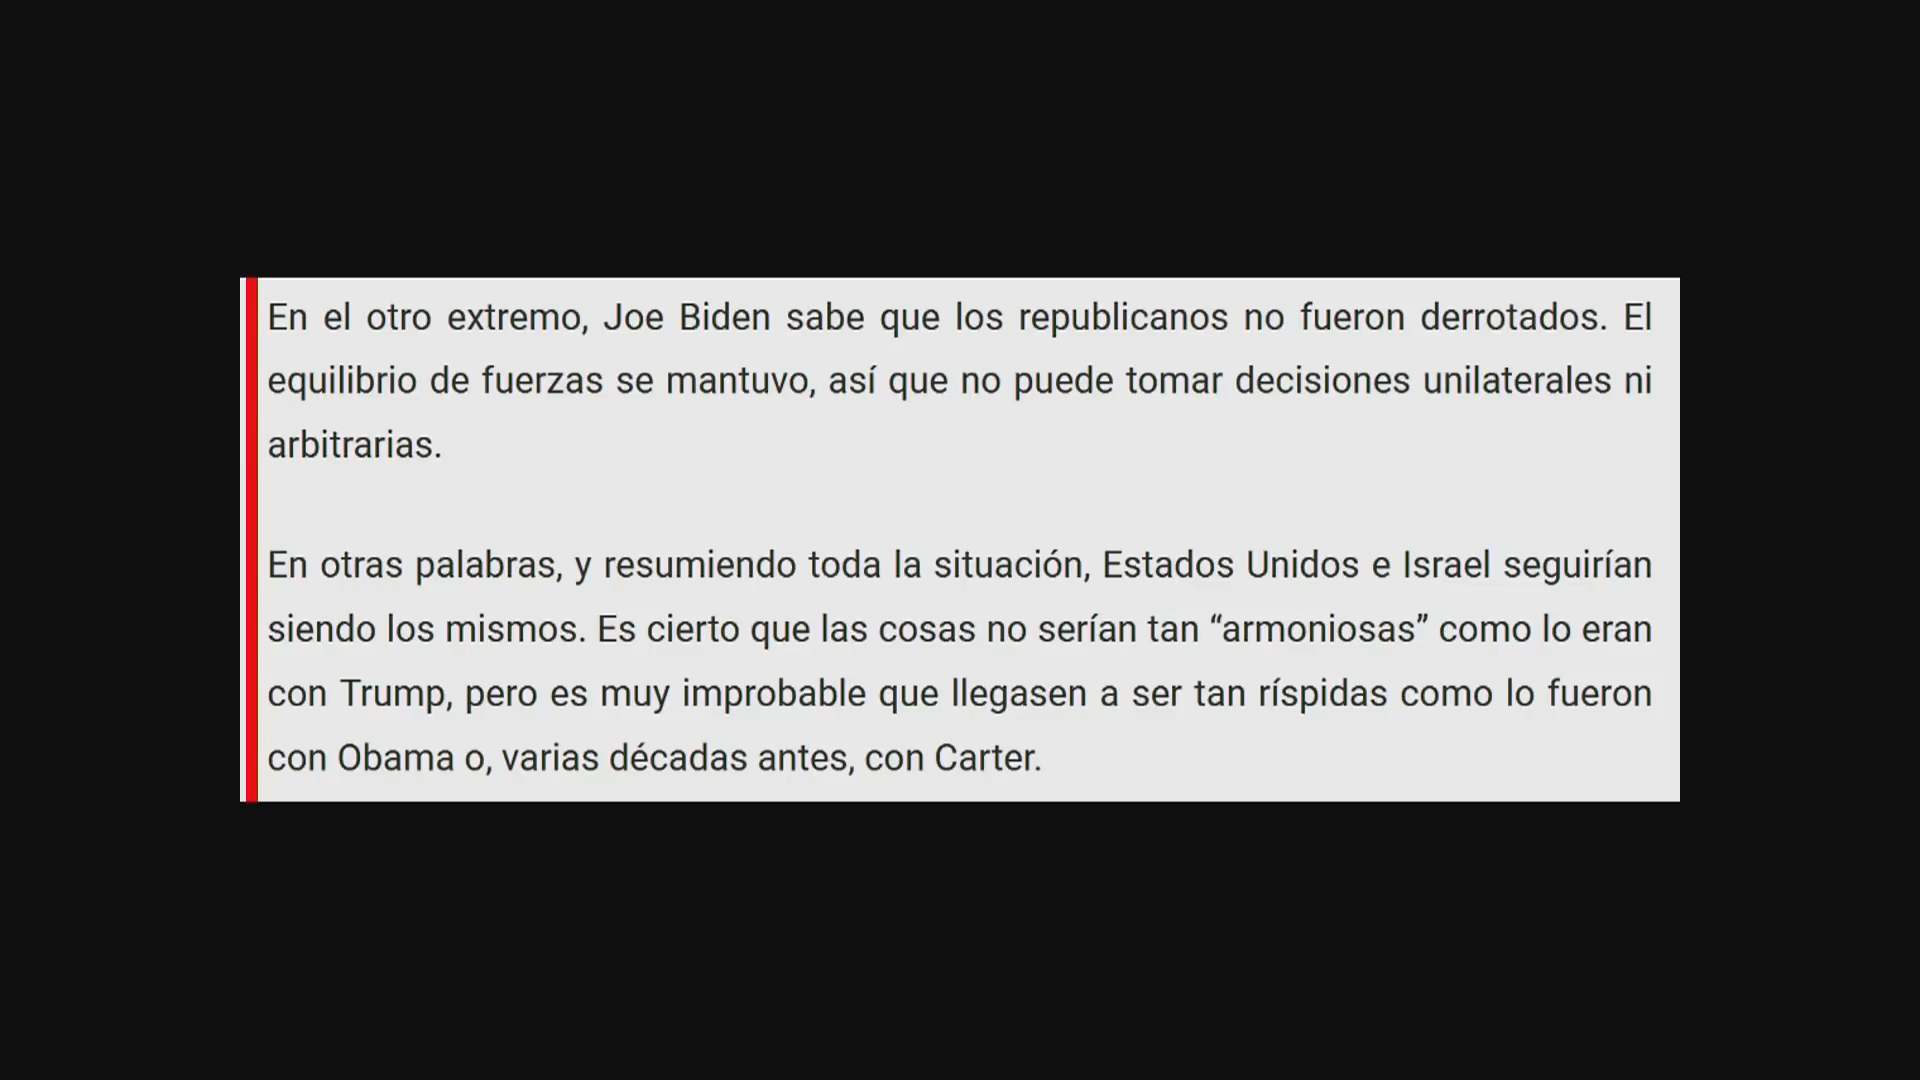 En el otro extremo, Joe Biden sabe que los republicanos no fueron derrotados. El
equilibrio de fuerzas se mantuvo, así que no puede tomar decisiones unilaterales ni
arbitrarias.
En otras palabras, y resumiendo toda la situación, Estados Unidos e Israel seguirían
siendo los mismos. Es cierto que las cosas no serían tan “armoniosas” como lo eran
con Trump, pero es muy improbable que llegasen a ser tan ríspidas como lo fueron
con Obama o, varias décadas antes, con Carter.